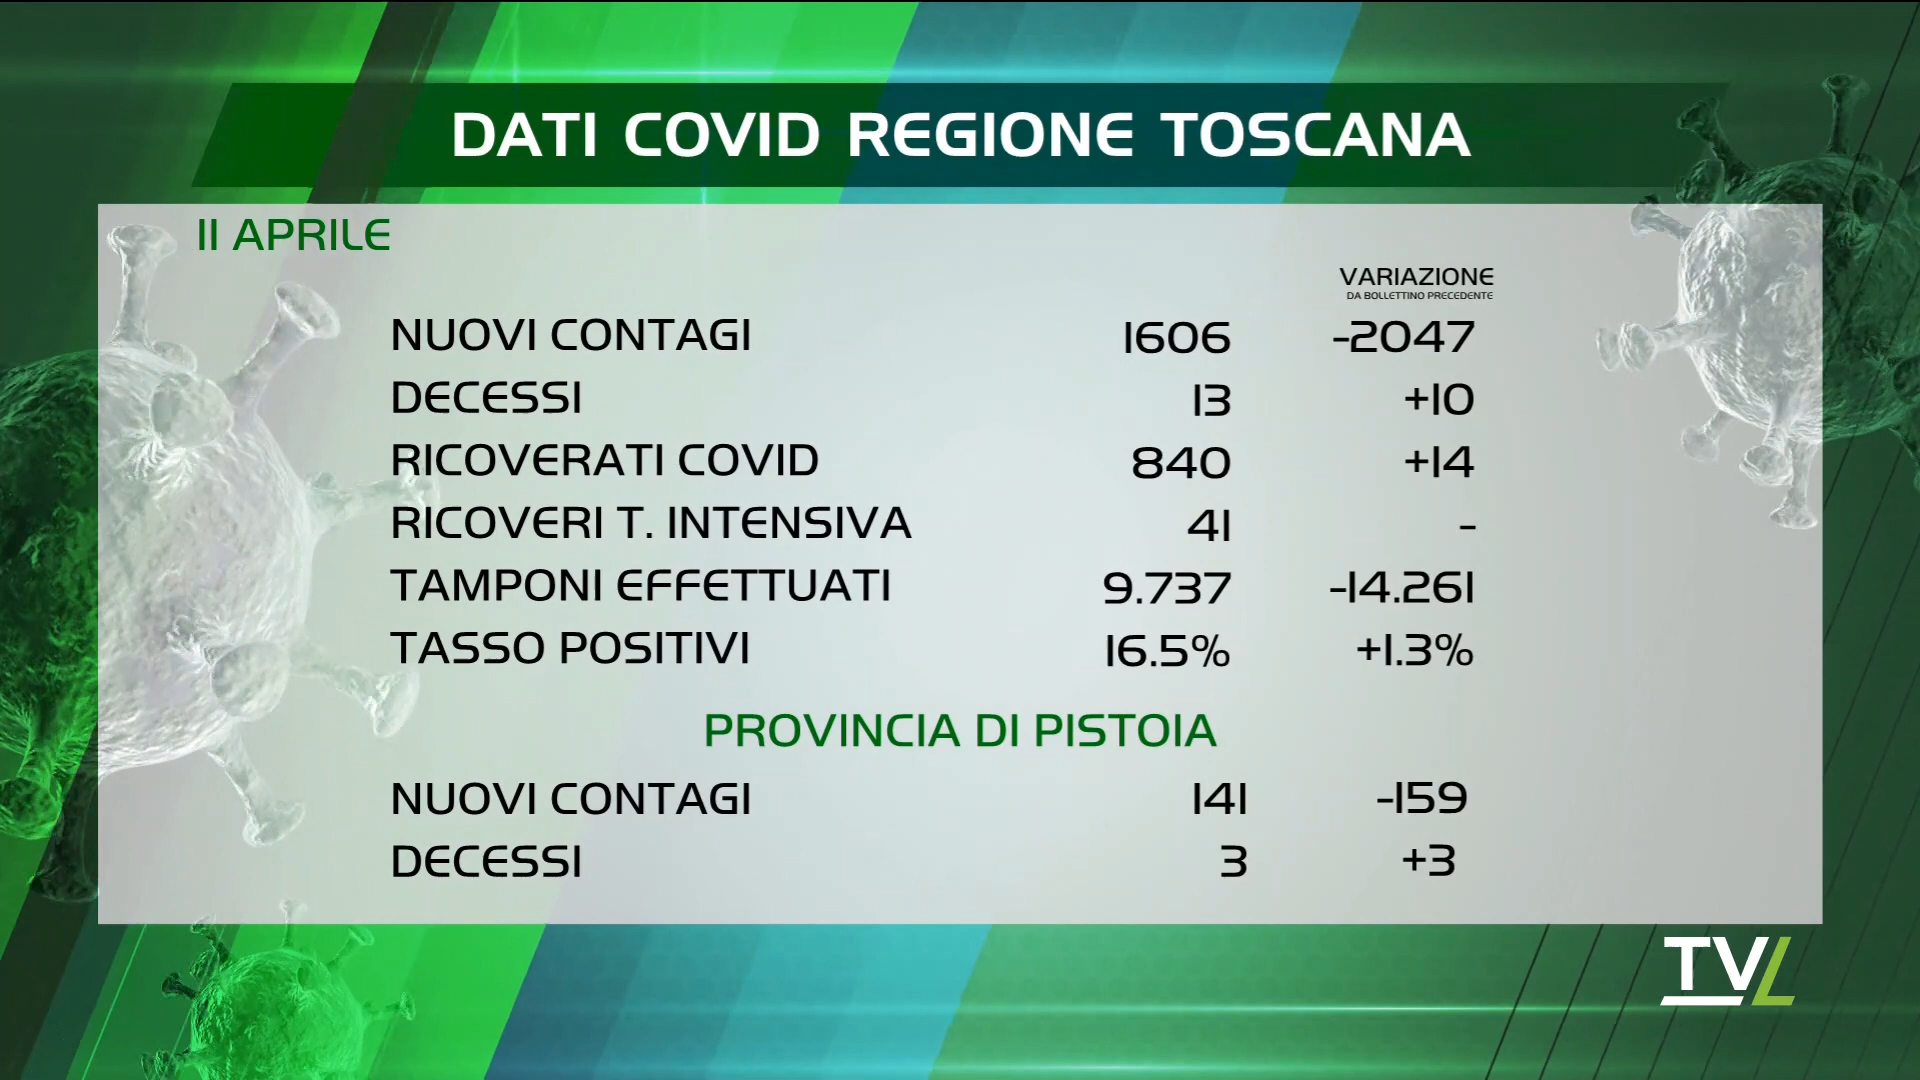 DATI COVID REGIONE TOSCANA
11 APRILE
VARIAZIONE
DA BOLLETTINO PRECEDENTE
NUOVI CONTAGI 1606 -2047
DECESSI 13 +10
RICOVERATI COVID 840 +14
RICOVERI T. INTENSIVA 41 -
TAMPONI EFFETTUATI 9.737 -14.261
TASSO POSITIVI 16.5% +1.3%
PROVINCIA DI PISTOIA
NUOVI CONTAGI 141 -159
DECESSI 3 +3
TVL